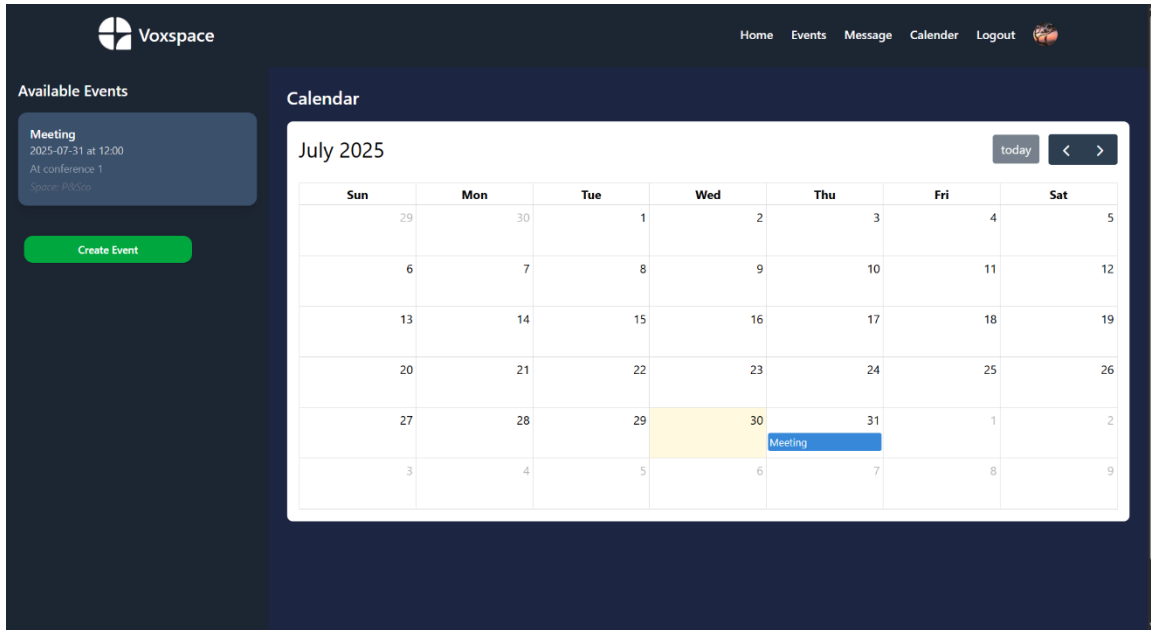 Voxspace
Home Events Message Calender Logout
Available Events
Meeting
2025-07-31 at 12:00
At conference 1
Space: P&Sco
Create Event
Calendar
July 2025
today
Sun Mon Tue Wed Thu Fri Sat
29 30 1 2 3 4 5
6 7 8 9 10 11 12
13 14 15 16 17 18 19
20 21 22 23 24 25 26
27 28 29 30 31 1 2
Meeting
3 4 5 6 7 8 9